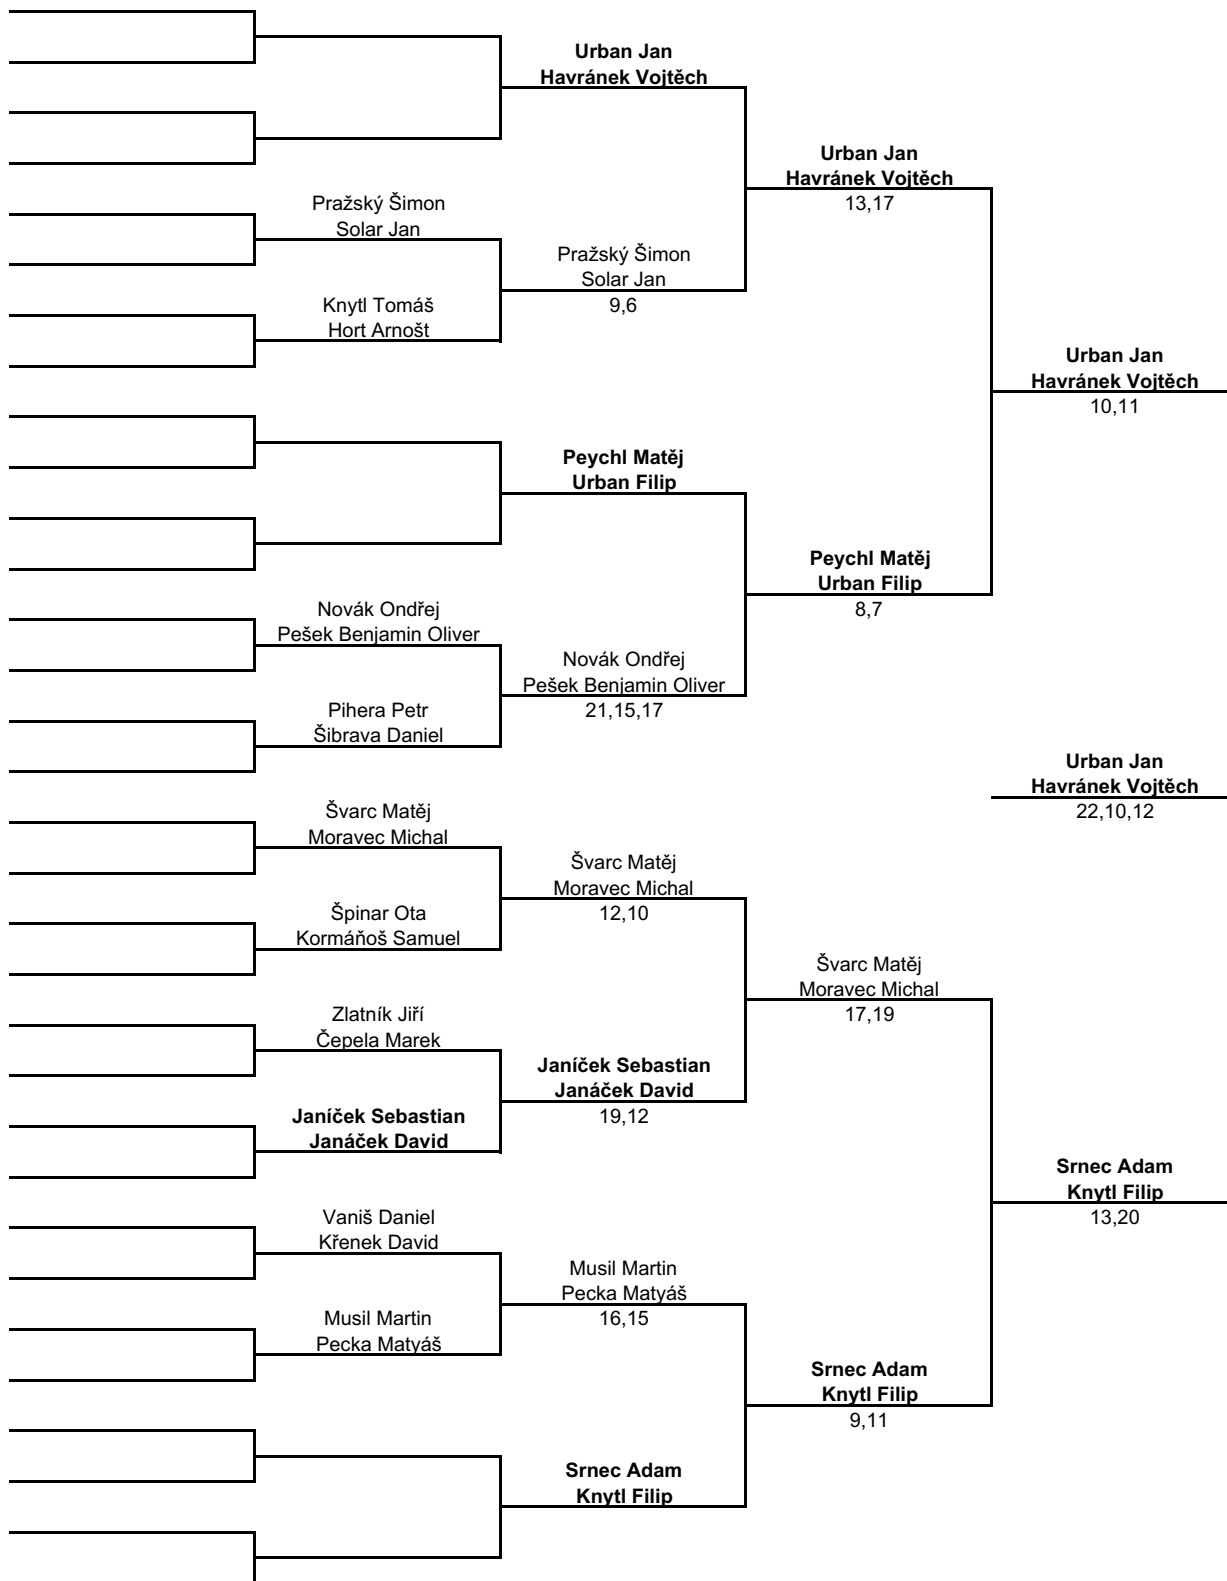 Urban Jan
Havránek Vojtěch
Urban Jan
Havránek Vojtěch
13,17
Pražský Šimon
Solar Jan
Pražský Šimon
Solar Jan
9,6
Knytl Tomáš
Hort Arnošt
Urban Jan
Havránek Vojtěch
10,11
Peychl Matěj
Urban Filip
Peychl Matěj
Urban Filip
8,7
Novák Ondřej
Pešek Benjamin Oliver
Novák Ondřej
Pešek Benjamin Oliver
21,15,17
Pihera Petr
Šibrava Daniel
Urban Jan
Havránek Vojtěch
22,10,12
Švarc Matěj
Moravec Michal
Švarc Matěj
Moravec Michal
12,10
Špinar Ota
Kormáňoš Samuel
Švarc Matěj
Moravec Michal
17,19
Zlatník Jiří
Čepela Marek
Janíček Sebastian
Janáček David
19,12
Janíček Sebastian
Janáček David
Srnec Adam
Knytl Filip
13,20
Vaniš Daniel
Křenek David
Musil Martin
Pecka Matyáš
16,15
Musil Martin
Pecka Matyáš
Srnec Adam
Knytl Filip
9,11
Srnec Adam
Knytl Filip